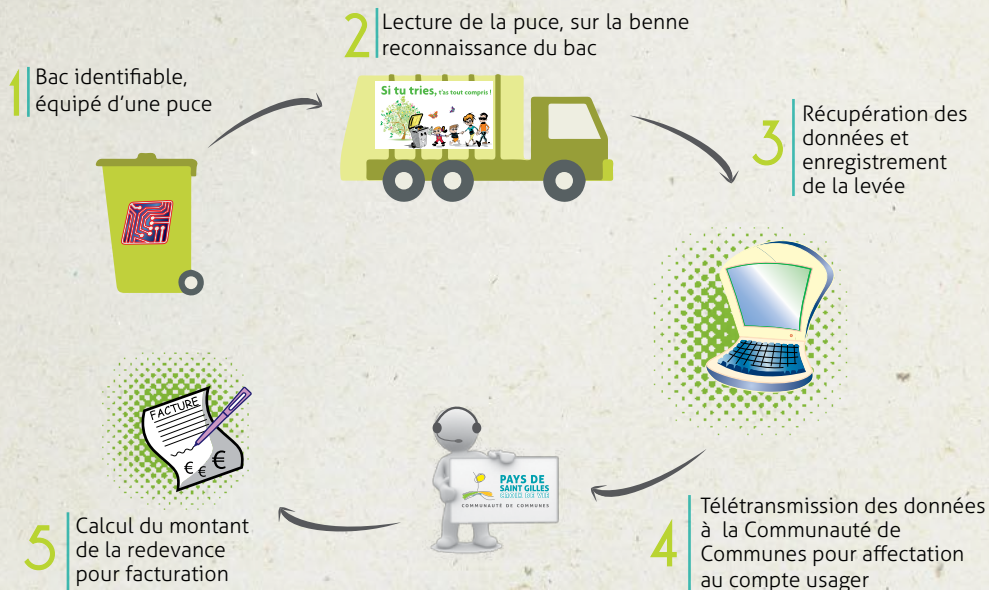 1
Bac identifiable,
équipé d'une puce
2
Lecture de la puce, sur la benne
reconnaissance du bac
Si tu tries, t'as tout compris !
3
Récupération des
données et
enregistrement
de la levée
4
Télétransmission des données
à la Communauté de
Communes pour affectation
au compte usager
PAYS DE
SAINT GILLES
CROIX DE VIE
COMMUNAUTÉ DE COMMUNES
5
Calcul du montant
de la redevance
pour facturation
FACTURE
€ € €